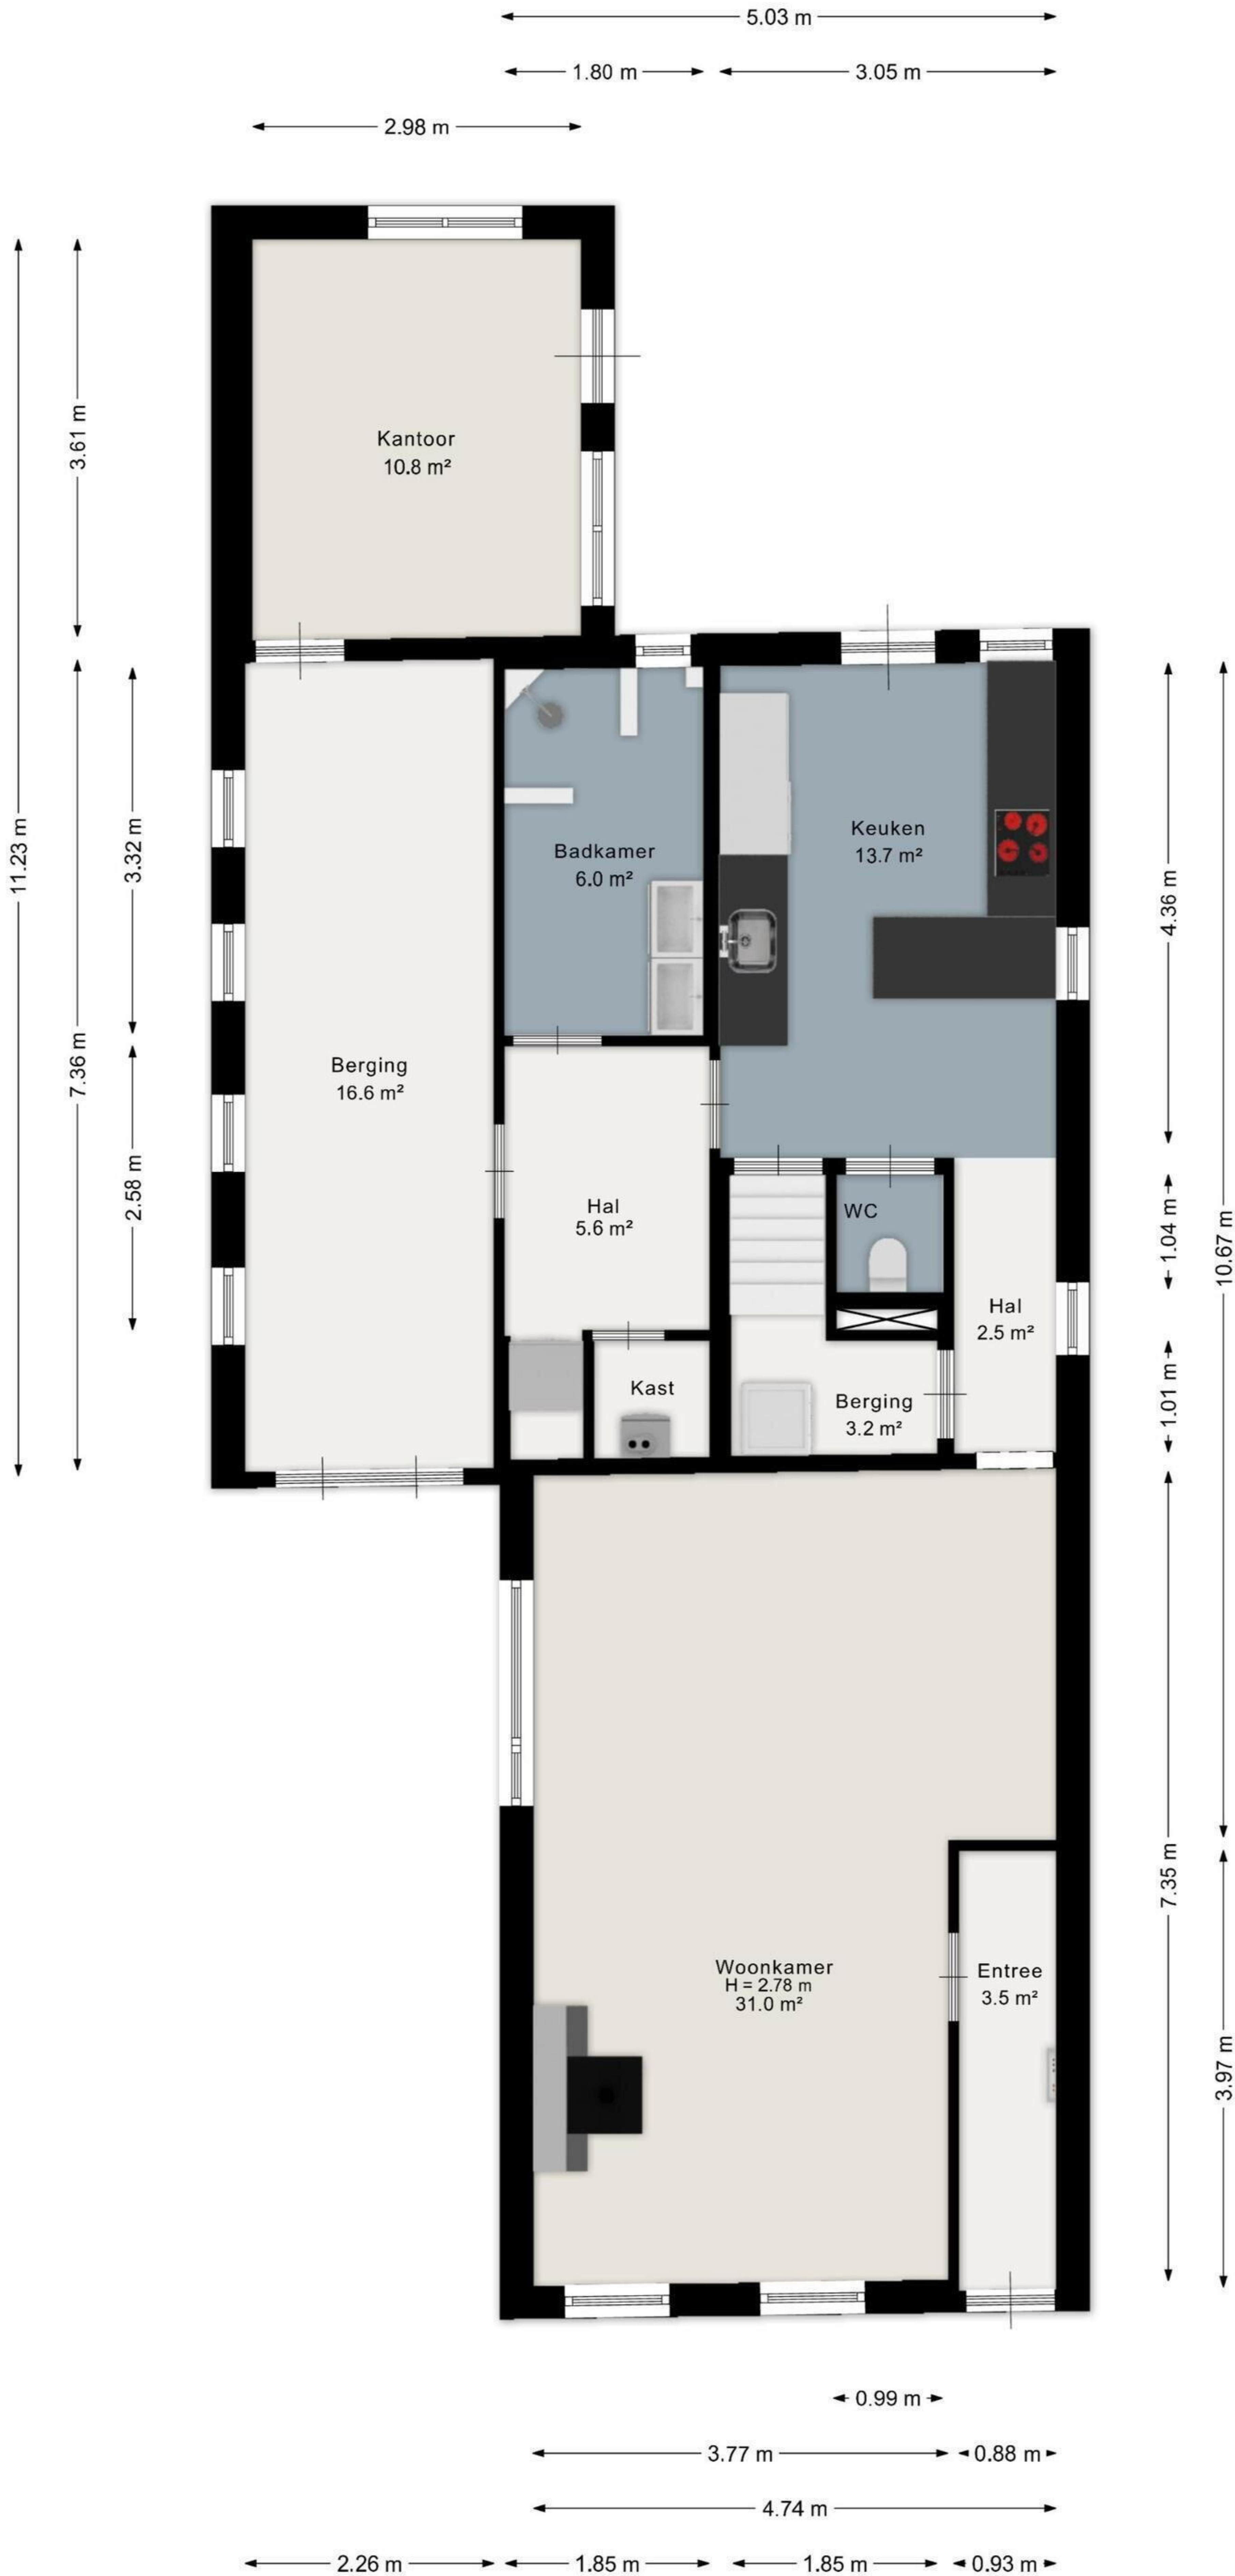 5.03 m
1.80 m
3.05 m
2.98 m
Kantoor
10.8 m²
3.61 m
11.23 m
7.36 m
3.32 m
2.58 m
Keuken
13.7 m²
Badkamer
6.0 m²
4.36 m
Berging
16.6 m²
Hal
5.6 m²
WC
1.04 m
10.67 m
Hal
2.5 m²
Kast
Berging
3.2 m²
1.01 m
7.35 m
Woonkamer
H = 2.78 m
31.0 m²
Entree
3.5 m²
3.97 m
0.99 m
3.77 m
0.88 m
4.74 m
2.26 m
1.85 m
1.85 m
0.93 m